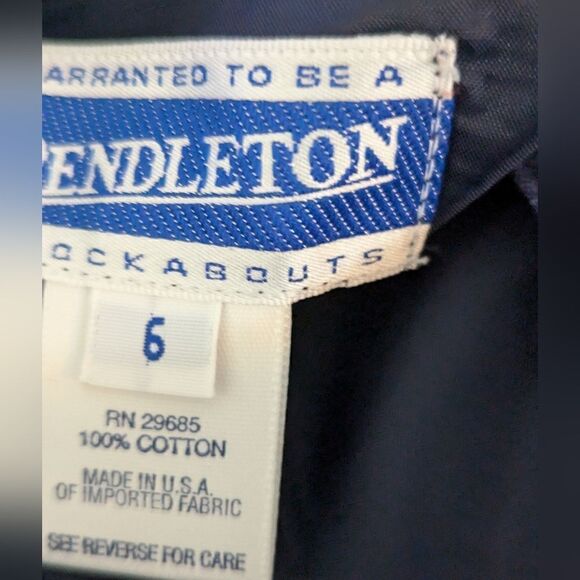 ARRANTED TO BE A
ENDLETON
OCKABOUTS
6
RN 29685
100% COTTON
MADE IN U.S.A.
OF IMPORTED FABRIC
SEE REVERSE FOR CARE